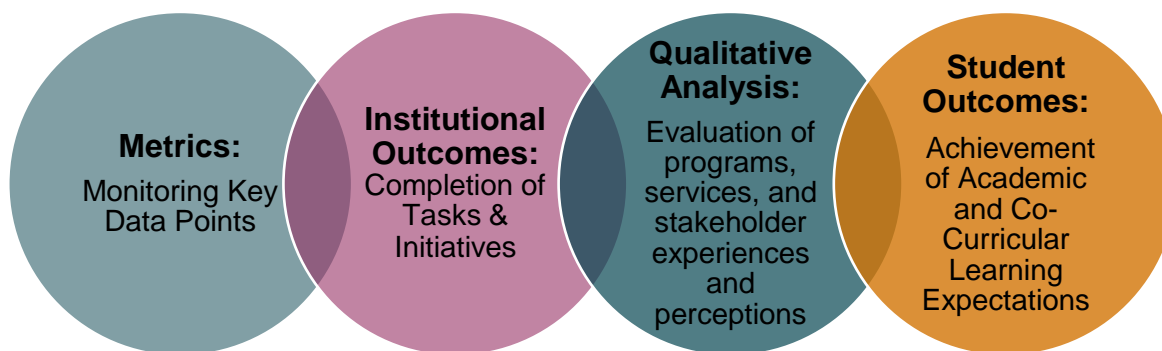 Metrics:
Monitoring Key
Data Points
Institutional
Outcomes:
Completion of
Tasks &
Initiatives
Qualitative
Analysis:
Evaluation of
programs,
services, and
stakeholder
experiences
and
perceptions
Student
Outcomes:
Achievement
of Academic
and Co-
Curricular
Learning
Expectations